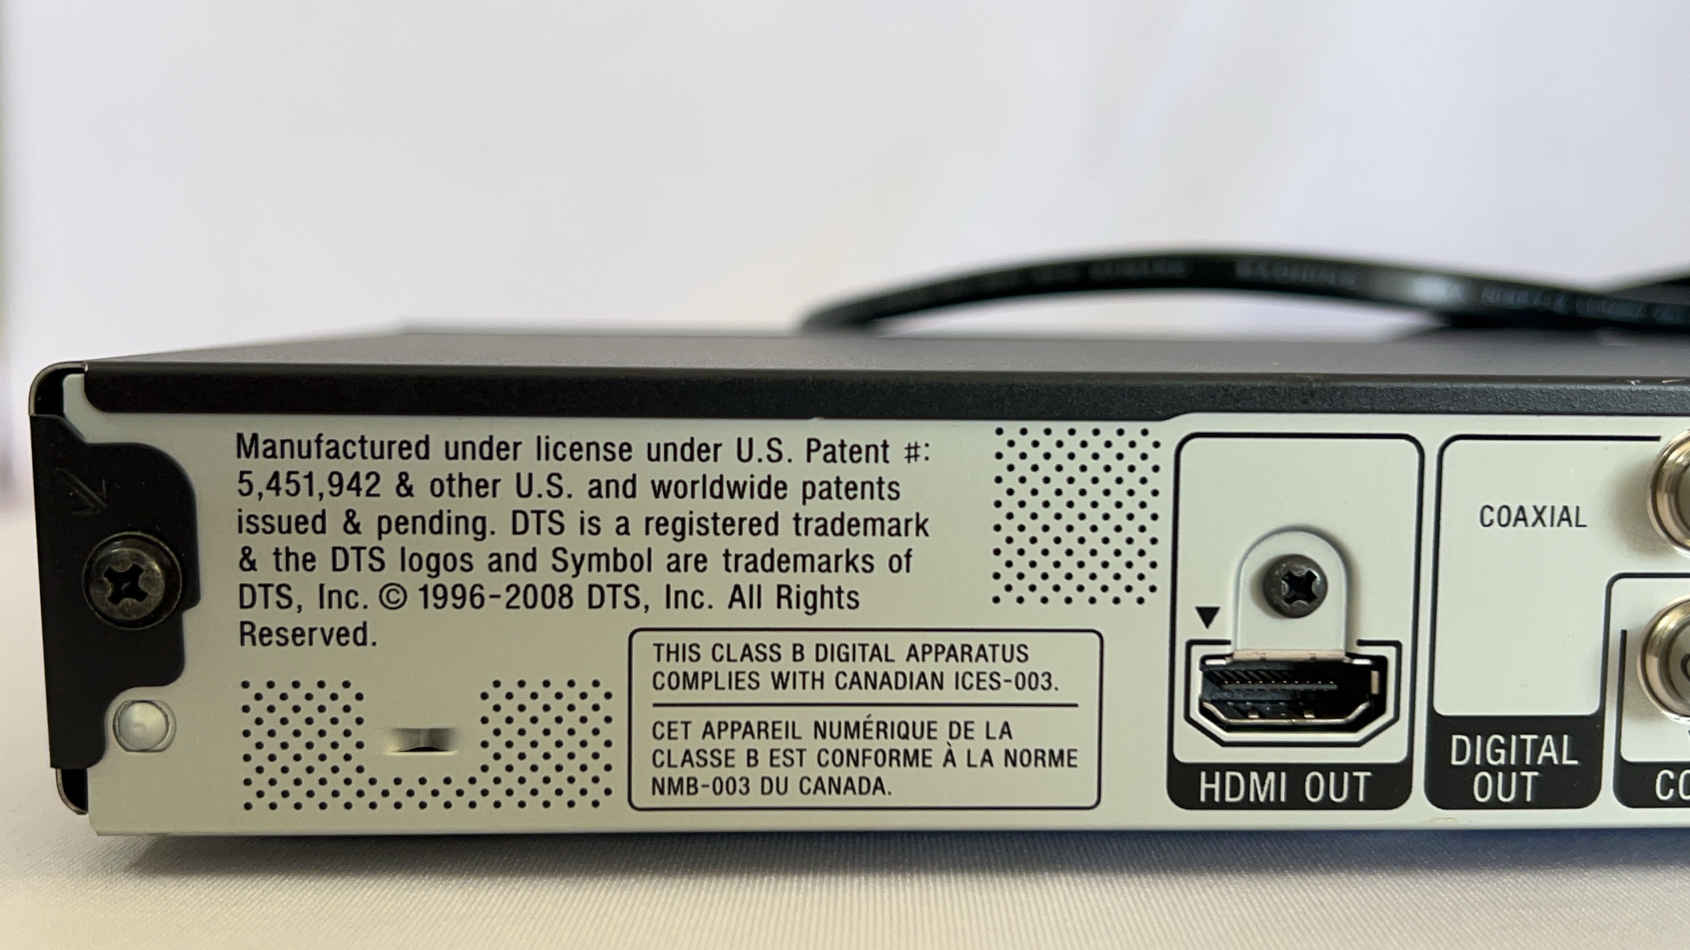 Manufactured under license under U.S. Patent #:
5,451,942 & other U.S. and worldwide patents
issued & pending. DTS is a registered trademark
& the DTS logos and Symbol are trademarks of
DTS, Inc. © 1996-2008 DTS, Inc. All Rights
Reserved.
THIS CLASS B DIGITAL APPARATUS
COMPLIES WITH CANADIAN ICES-003.
CET APPAREIL NUMÉRIQUE DE LA
CLASSE B EST CONFORME À LA NORME
NMB-003 DU CANADA.
HDMI OUT
COAXIAL
DIGITAL
OUT